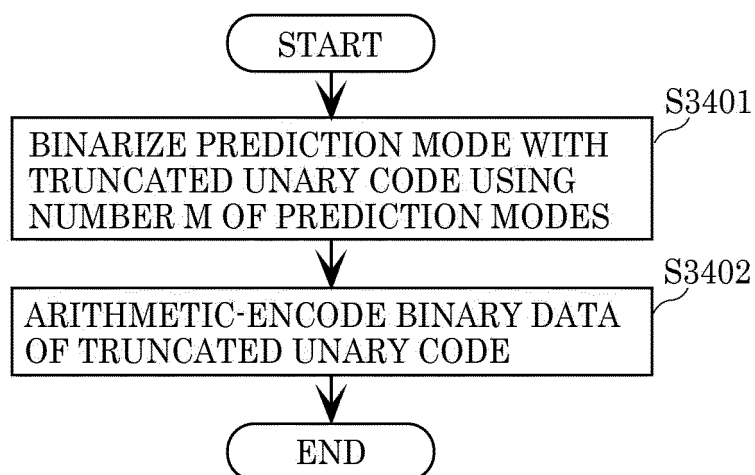 START
S3401
BINARIZE PREDICTION MODE WITH
TRUNCATED UNARY CODE USING
NUMBER M OF PREDICTION MODES
S3402
ARITHMETIC-ENCODE BINARY DATA
OF TRUNCATED UNARY CODE
END